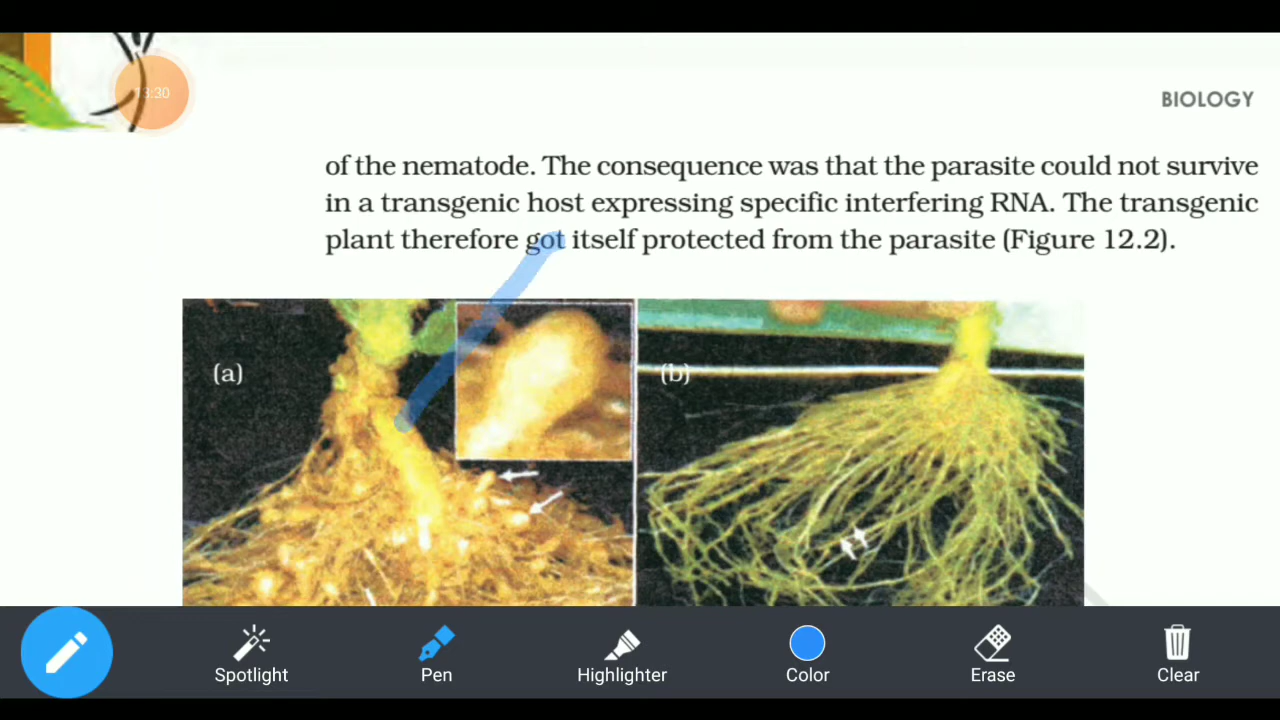 13:30
BIOLOGY
of the nematode. The consequence was that the parasite could not survive
in a transgenic host expressing specific interfering RNA. The transgenic
plant therefore got itself protected from the parasite (Figure 12.2).
(a)
(b)
Spotlight
Pen
Highlighter
Color
Erase
Clear